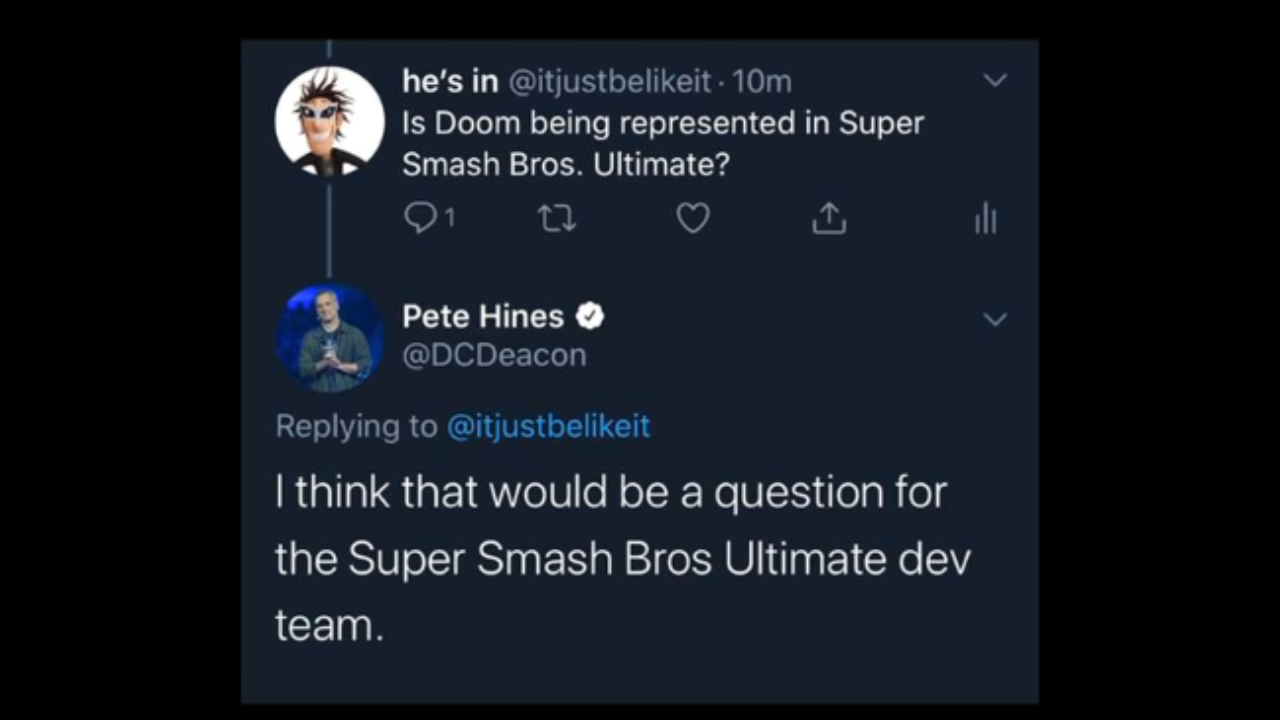 he's in @itjustbelikeit · 10m
Is Doom being represented in Super
Smash Bros. Ultimate?
1
Pete Hines
@DCDeacon
Replying to @itjustbelikeit
I think that would be a question for
the Super Smash Bros Ultimate dev
team.